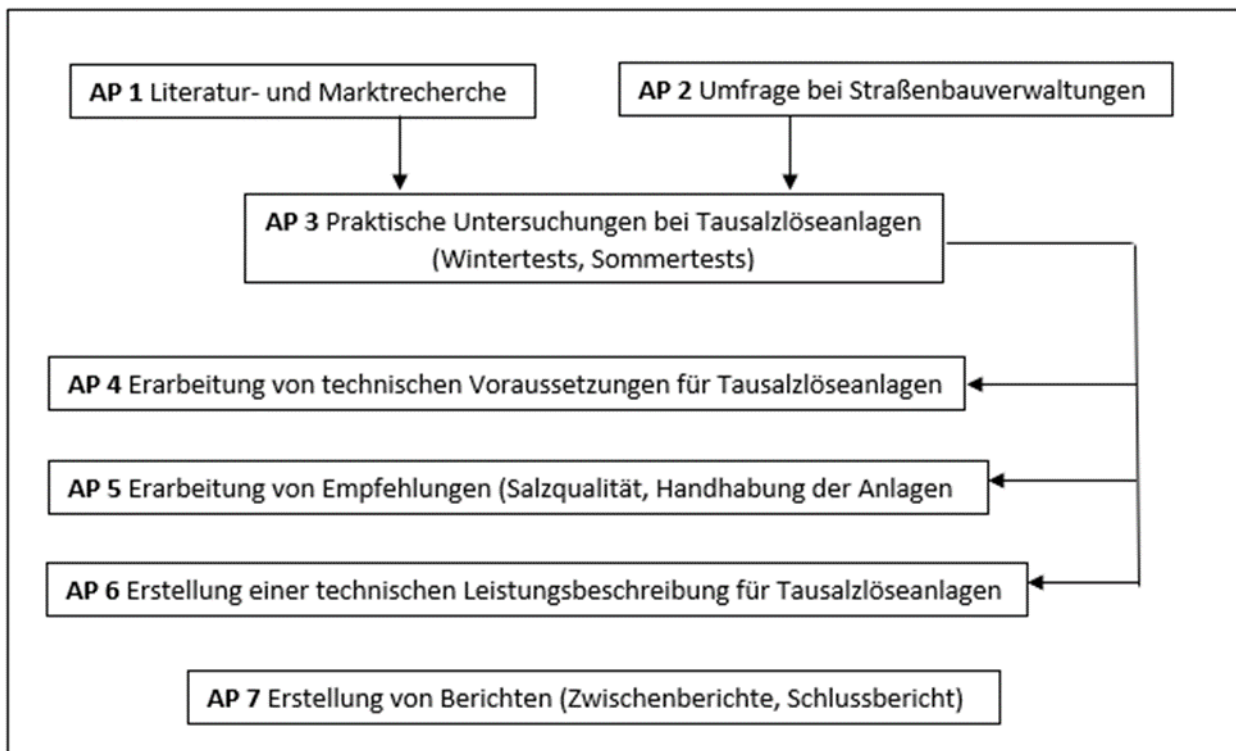 AP 1 Literatur- und Marktrecherche
AP 2 Umfrage bei Straßenbauverwaltungen
AP 3 Praktische Untersuchungen bei Tausalzlöseanlagen
(Wintertests, Sommertests)
AP 4 Erarbeitung von technischen Voraussetzungen für Tausalzlöseanlagen
AP 5 Erarbeitung von Empfehlungen (Salzqualität, Handhabung der Anlagen
AP 6 Erstellung einer technischen Leistungsbeschreibung für Tausalzlöseanlagen
AP 7 Erstellung von Berichten (Zwischenberichte, Schlussbericht)